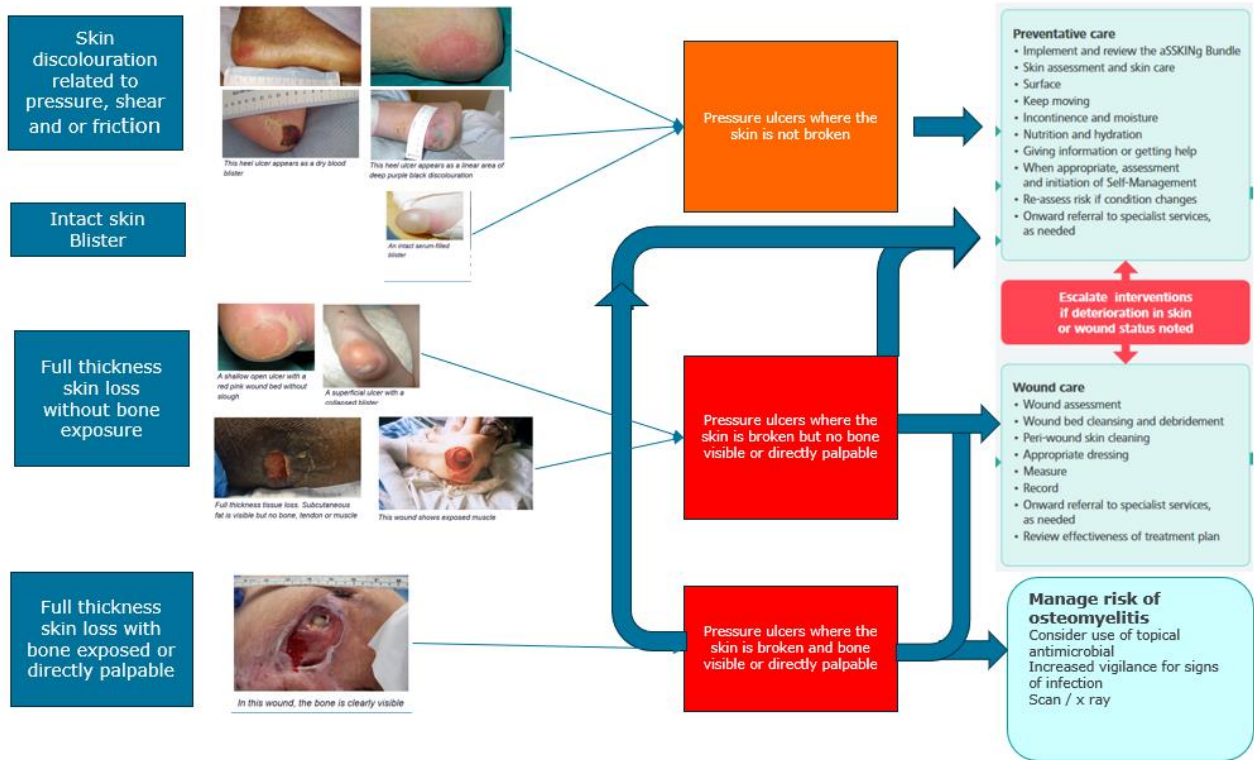 Skin
discolouration
related to
pressure, shear
and or friction
This heel ulcer appears as a dry blood
blister
This heel ulcer appears as a linear area of
deep purple black discolouration
Pressure ulcers where the
skin is not broken
Preventative care
• Implement and review the aSSKINg Bundle
• Skin assessment and skin care
• Surface
• Keep moving
• Incontinence and moisture
• Nutrition and hydration
• Giving information or getting help
• When appropriate, assessment
and initiation of Self-Management
• Re-assess risk if condition changes
• Onward referral to specialist services,
as needed
Intact skin
Blister
An intact serum-filled
blister
Escalate interventions
if deterioration in skin
or wound status noted
Full thickness
skin loss
without bone
exposure
A shallow open ulcer with a
red pink wound bed without
slough
A superficial ulcer with a
collapsed blister
Full thickness tissue loss. Subcutaneous
fat is visible but no bone, tendon or muscle
This wound shows exposed muscle
Pressure ulcers where the
skin is broken but no bone
visible or directly palpable
Wound care
• Wound assessment
• Wound bed cleansing and debridement
• Peri-wound skin cleaning
• Appropriate dressing
• Measure
• Record
• Onward referral to specialist services,
as needed
• Review effectiveness of treatment plan
Full thickness
skin loss with
bone exposed or
directly palpable
In this wound, the bone is clearly visible
Pressure ulcers where the
skin is broken and bone
visible or directly palpable
Manage risk of
osteomyelitis
Consider use of topical
antimicrobial
Increased vigilance for signs
of infection
Scan / x ray